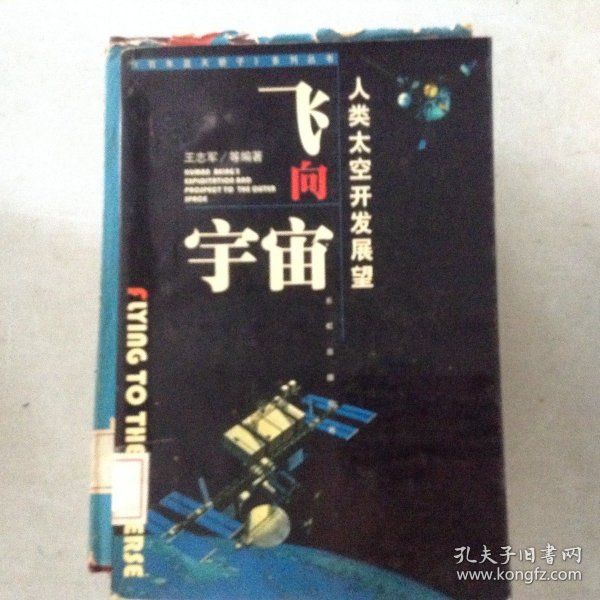 飞
向
宇宙
人类太空开发展望
王志军／等编著
HUMAN BEING'S
EXPLOITATION AND
PROSPECT TO THE OUTER
SPACE
FLYING TO THE
ERSE
孔夫子旧书网
www.kongfz.com